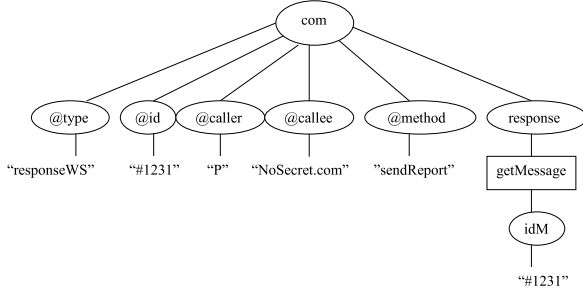 com
@type @id @caller @callee @method response
“responseWS” “#1231” “P” “NoSecret.com” ”sendReport” getMessage
idM
“#1231”